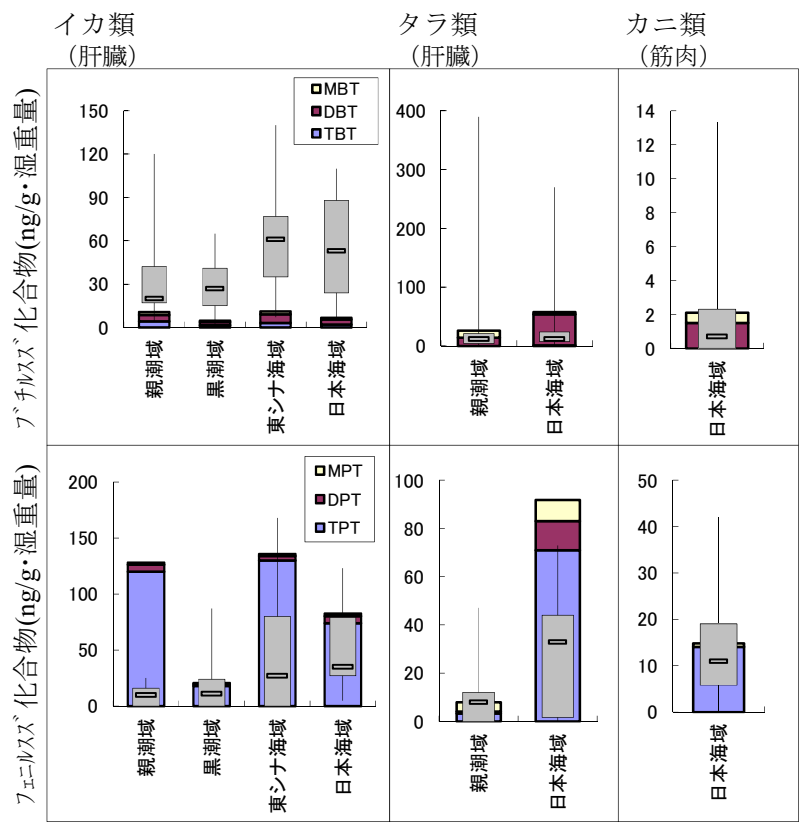 イカ類
（肝臓）
タラ類
（肝臓）
カニ類
（筋肉）
ﾌﾞﾁﾙｽｽﾞ化合物(ng/g・湿重量)
150
120
90
60
30
0
MBT
DBT
TBT
親潮域
黒潮域
東シナ海域
日本海域
400
300
200
100
0
親潮域
日本海域
14
12
10
8
6
4
2
0
日本海域
ﾌｪﾆﾙｽｽﾞ化合物(ng/g・湿重量)
200
150
100
50
0
MPT
DPT
TPT
親潮域
黒潮域
東シナ海域
日本海域
100
80
60
40
20
0
親潮域
日本海域
50
40
30
20
10
0
日本海域